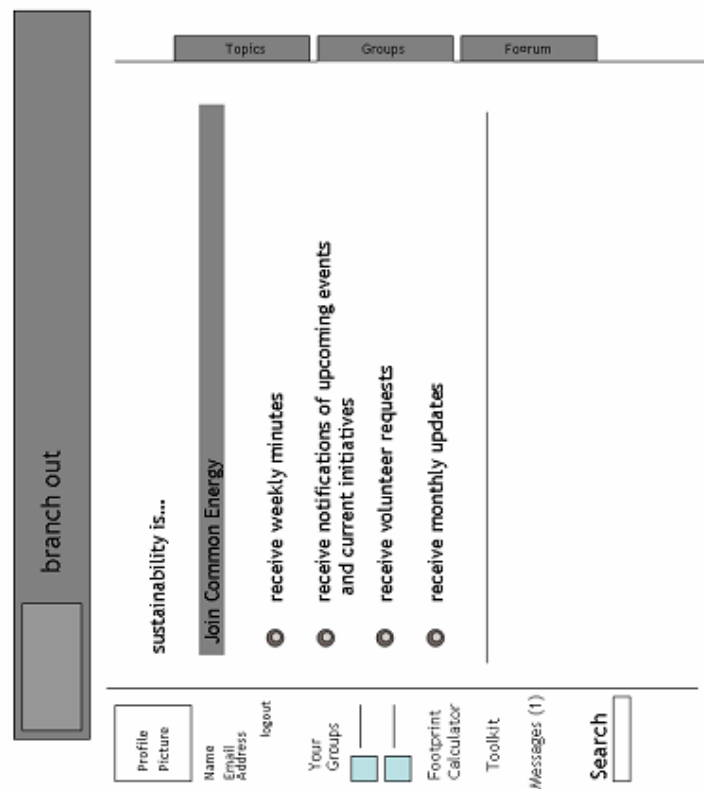 branch out
Topics
Groups
Fo¤rum
sustainability is...
Join Common Energy
receive weekly minutes
receive notifications of upcoming events
and current initiatives
receive volunteer requests
receive monthly updates
Profile
Picture
Name
Email
Address
logout
Your
Groups
Footprint
Calculator
Toolkit
Messages (1)
Search